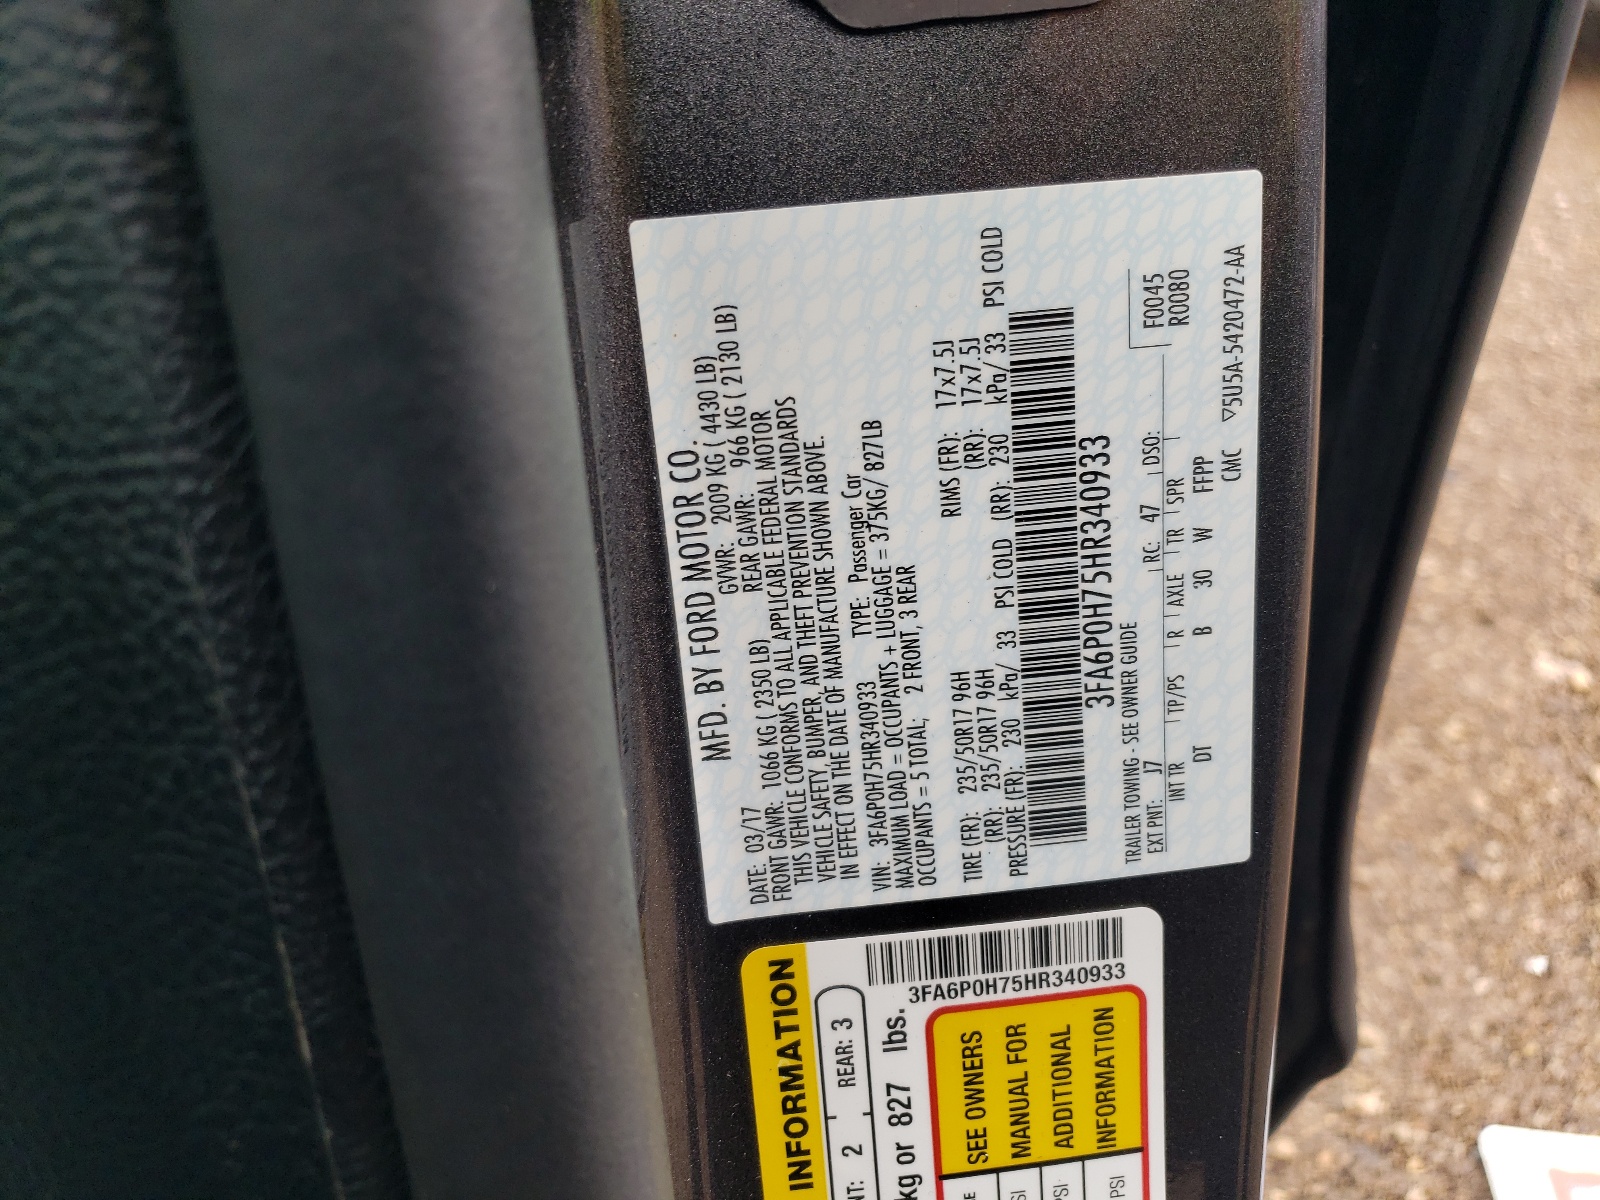 MFD. BY FORD MOTOR CO.
DATE: 03/17 GVWR: 2009 KG ( 4430 LB)
FRONT GAWR: 1066 KG ( 2350 LB) REAR GAWR: 966 KG ( 2130 LB)
THIS VEHICLE CONFORMS TO ALL APPLICABLE FEDERAL MOTOR
VEHICLE SAFETY, BUMPER, AND THEFT PREVENTION STANDARDS
IN EFFECT ON THE DATE OF MANUFACTURE SHOWN ABOVE.
VIN: 3FA6P0H75HR340933 TYPE: Passenger Car
MAXIMUM LOAD = OCCUPANTS + LUGGAGE = 375KG/ 827LB
OCCUPANTS = 5 TOTAL; 2 FRONT, 3 REAR
TIRE (FR): 235/50R17 96H RIMS (FR): 17x7.5J
(RR): 235/50R17 96H (RR): 17x7.5J
PRESSURE (FR): 230 kPa/ 33 PSI COLD (RR): 230 kPa/ 33 PSI COLD
3FA6P0H75HR340933
TRAILER TOWING - SEE OWNER GUIDE
EXT PNT: J7 RC: 47 DSO: F0045
INT TR TP/PS R AXLE TR SPR R0080
DT B 30 W FFPP
CMC ▽5U5A-5420472-AA
INFORMATION
NT: 2 REAR: 3
kg or 827 lbs.
3FA6P0H75HR340933
SEE OWNERS
MANUAL FOR
ADDITIONAL
INFORMATION
PSI